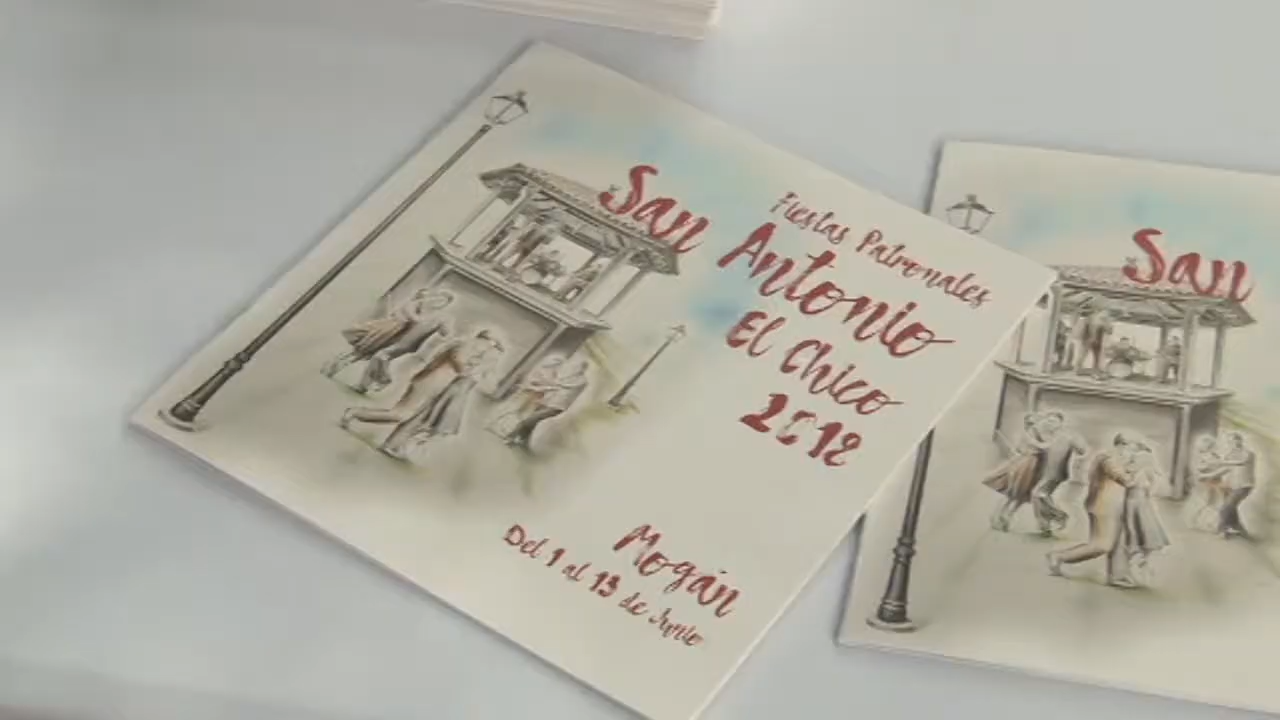 Fiestas Patronales
San Antonio
El Chico
2018
Mogán
Del 1 al 13 de Junio
San